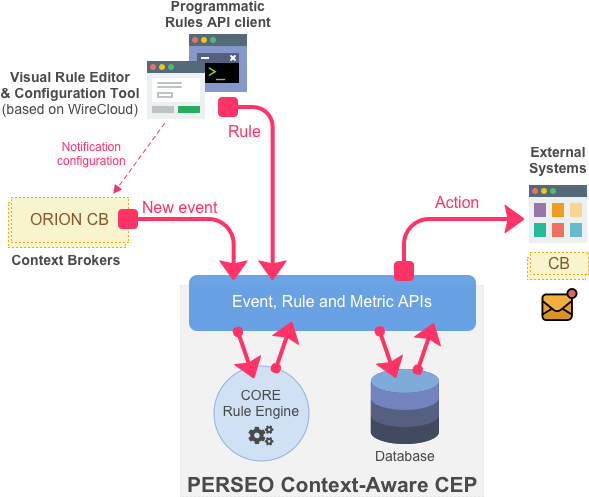 Programmatic
Rules API client
Visual Rule Editor
& Configuration Tool
(based on WireCloud)
>_
Rule
Notification
configuration
External
Systems
ORION CB
New event
Action
Context Brokers
CB
Event, Rule and Metric APIs
CORE
Rule Engine
Database
PERSEO Context-Aware CEP